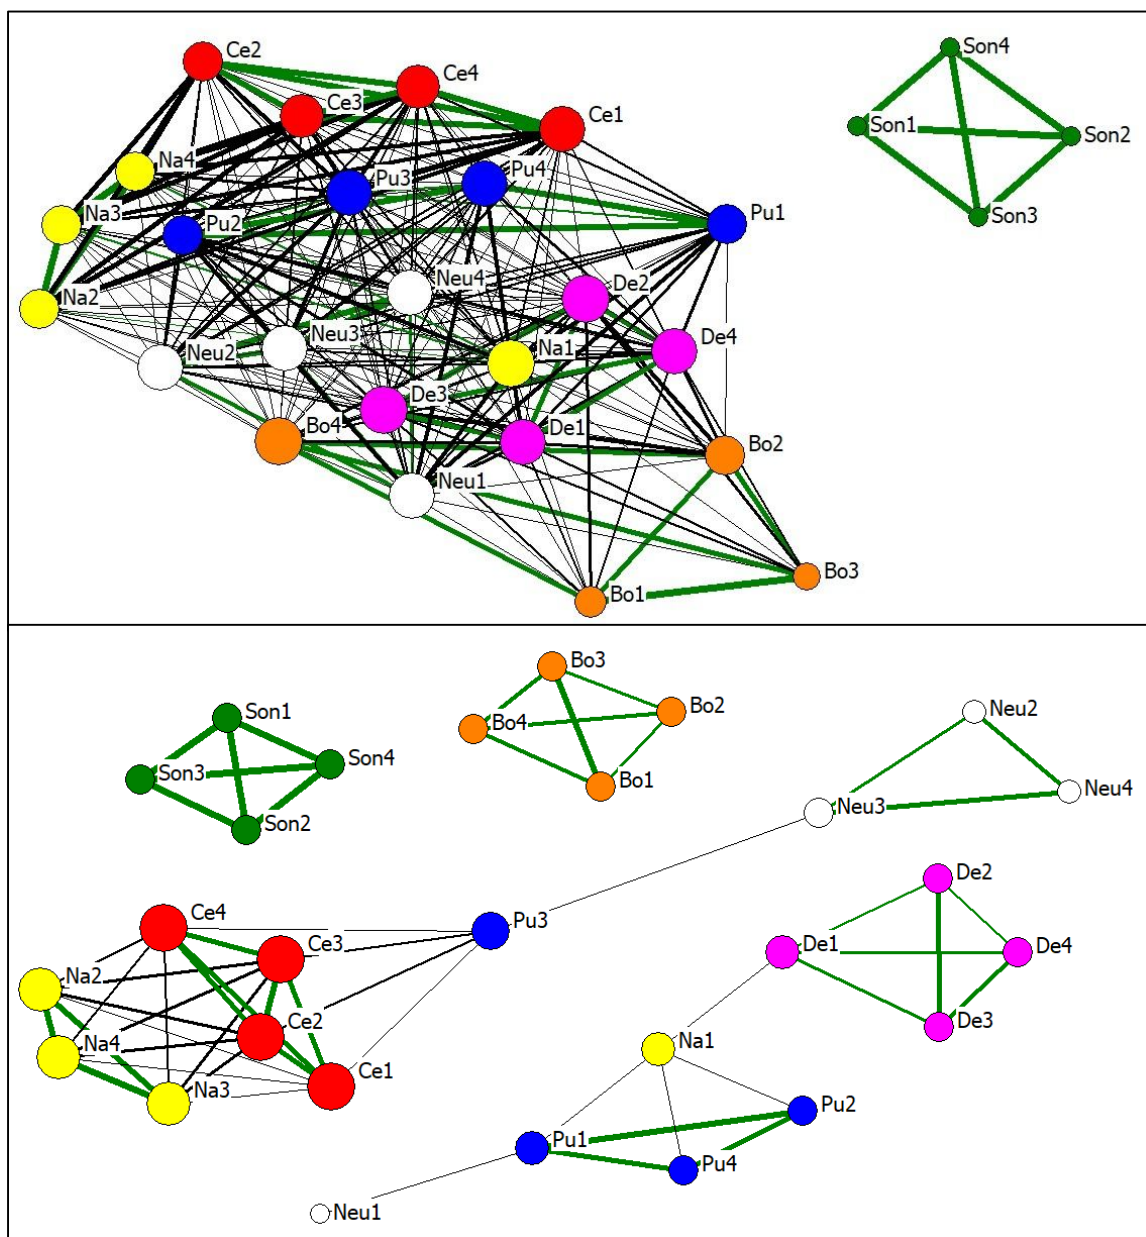 Son4
Ce2
Ce4
Ce3
Ce1
Son1
Son2
Na4
Pu4
Pu3
Na3
Son3
Pu2
Pu1
Neu4
De2
Na2
Neu3
De4
Neu2
Na1
De3
Bo4
De1
Bo2
Neu1
Bo3
Bo1
Bo3
Son1
Bo2
Neu2
Bo4
Son4
Son3
Bo1
Neu4
Neu3
Son2
De2
Ce4
Pu3
Ce3
De1
De4
Na2
Ce2
De3
Na4
Na1
Ce1
Na3
Pu2
Pu1
Pu4
Neu1